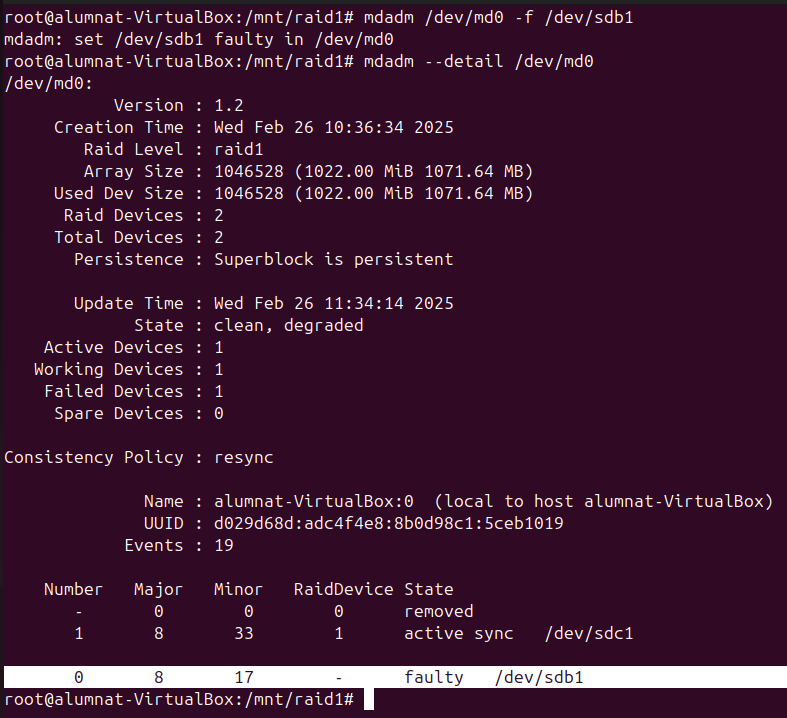 root@alumnat-VirtualBox:/mnt/raid1# mdadm /dev/md0 -f /dev/sdb1
mdadm: set /dev/sdb1 faulty in /dev/md0
root@alumnat-VirtualBox:/mnt/raid1# mdadm --detail /dev/md0
/dev/md0:
           Version : 1.2
     Creation Time : Wed Feb 26 10:36:34 2025
        Raid Level : raid1
        Array Size : 1046528 (1022.00 MiB 1071.64 MB)
     Used Dev Size : 1046528 (1022.00 MiB 1071.64 MB)
      Raid Devices : 2
     Total Devices : 2
       Persistence : Superblock is persistent

       Update Time : Wed Feb 26 11:34:14 2025
             State : clean, degraded
    Active Devices : 1
   Working Devices : 1
    Failed Devices : 1
     Spare Devices : 0

Consistency Policy : resync

              Name : alumnat-VirtualBox:0  (local to host alumnat-VirtualBox)
              UUID : d029d68d:adc4f4e8:8b0d98c1:5ceb1019
            Events : 19

    Number   Major   Minor   RaidDevice State
       -       0        0        0      removed
       1       8       33        1      active sync   /dev/sdc1

       0       8       17        -      faulty   /dev/sdb1
root@alumnat-VirtualBox:/mnt/raid1#